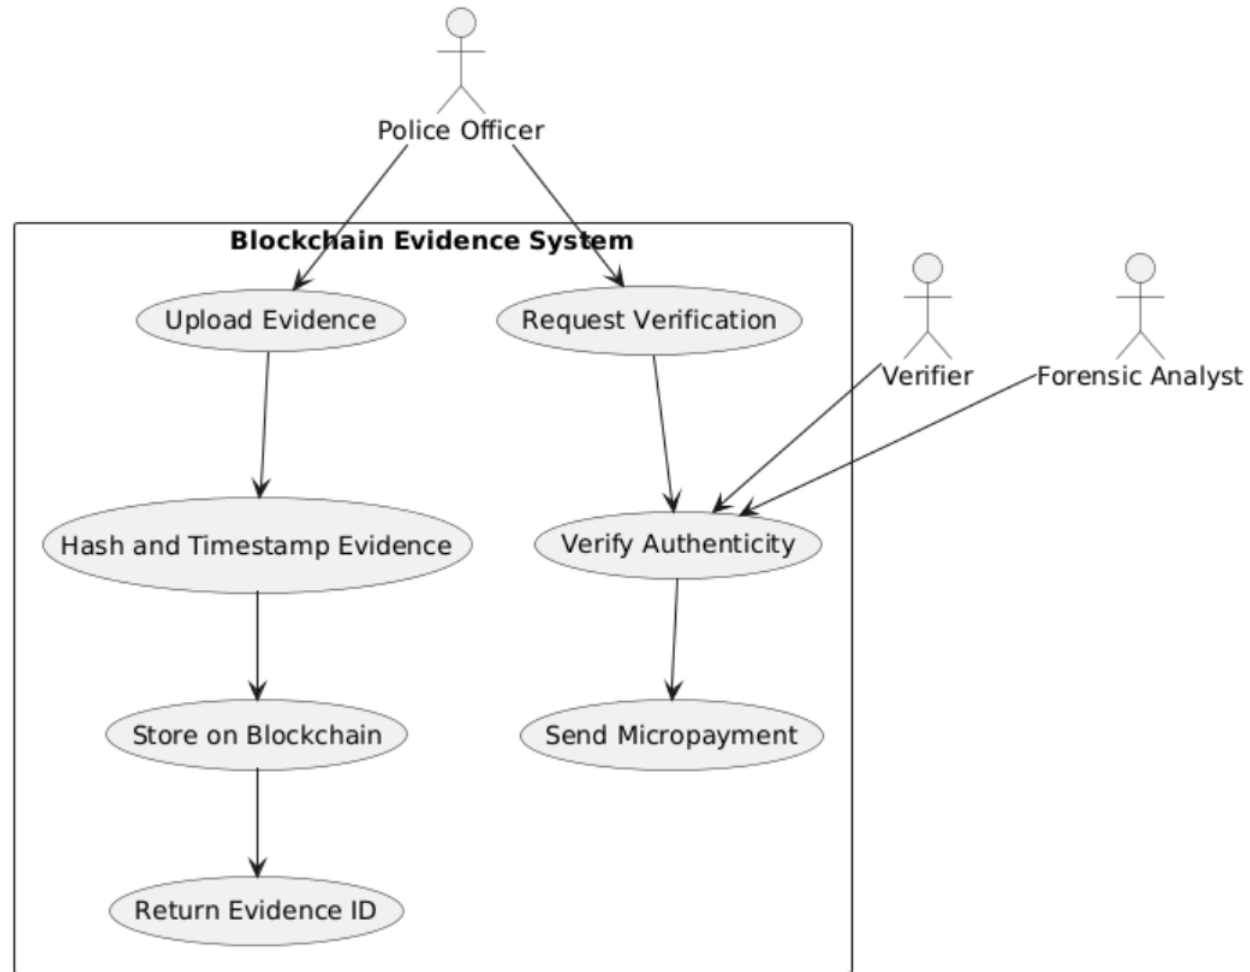 Police Officer
Blockchain Evidence System
Upload Evidence
Request Verification
Verifier
Forensic Analyst
Hash and Timestamp Evidence
Verify Authenticity
Store on Blockchain
Send Micropayment
Return Evidence ID